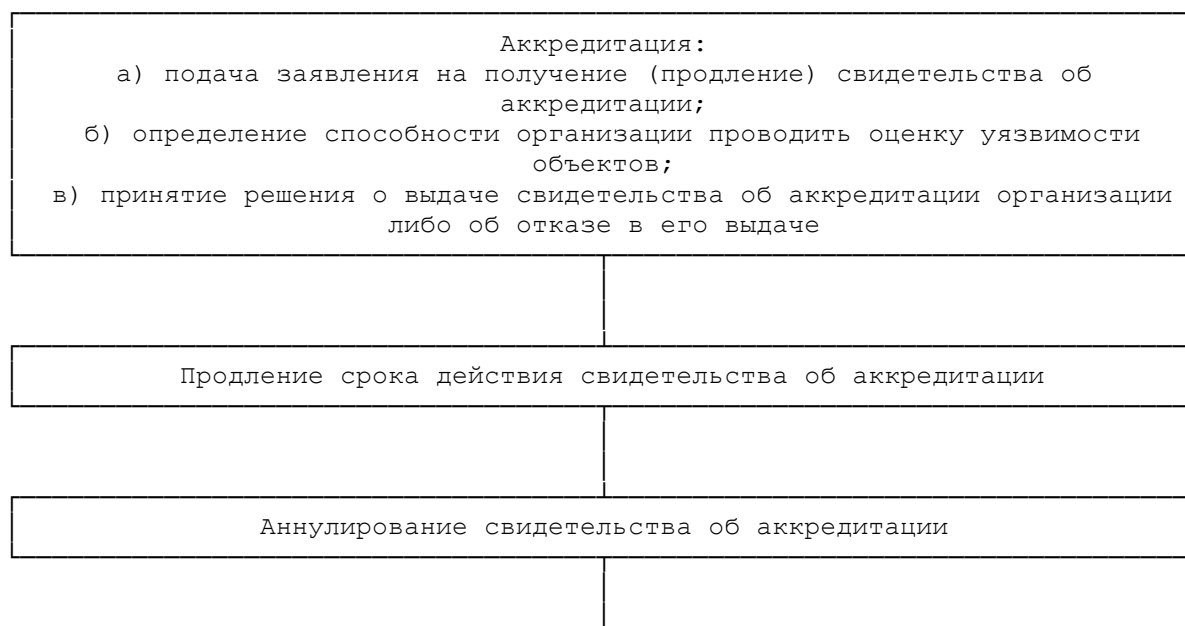 Аккредитация:
а) подача заявления на получение (продление) свидетельства об
аккредитации;
б) определение способности организации проводить оценку уязвимости
объектов;
в) принятие решения о выдаче свидетельства об аккредитации организации
либо об отказе в его выдаче
Продление срока действия свидетельства об аккредитации
Аннулирование свидетельства об аккредитации